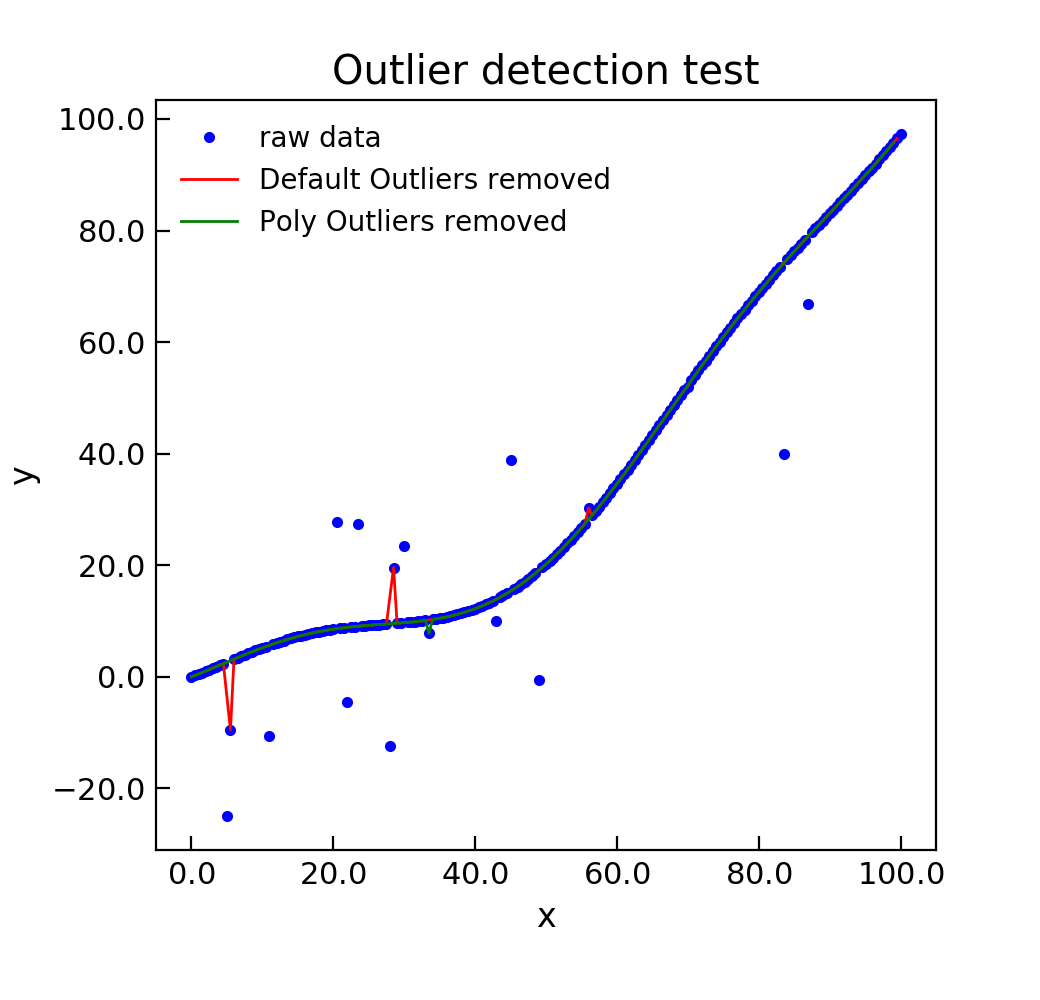 Outlier detection test
100.0
80.0
60.0
40.0
20.0
0.0
−20.0
y
raw data
Default Outliers removed
Poly Outliers removed
0.0 20.0 40.0 60.0 80.0 100.0
x